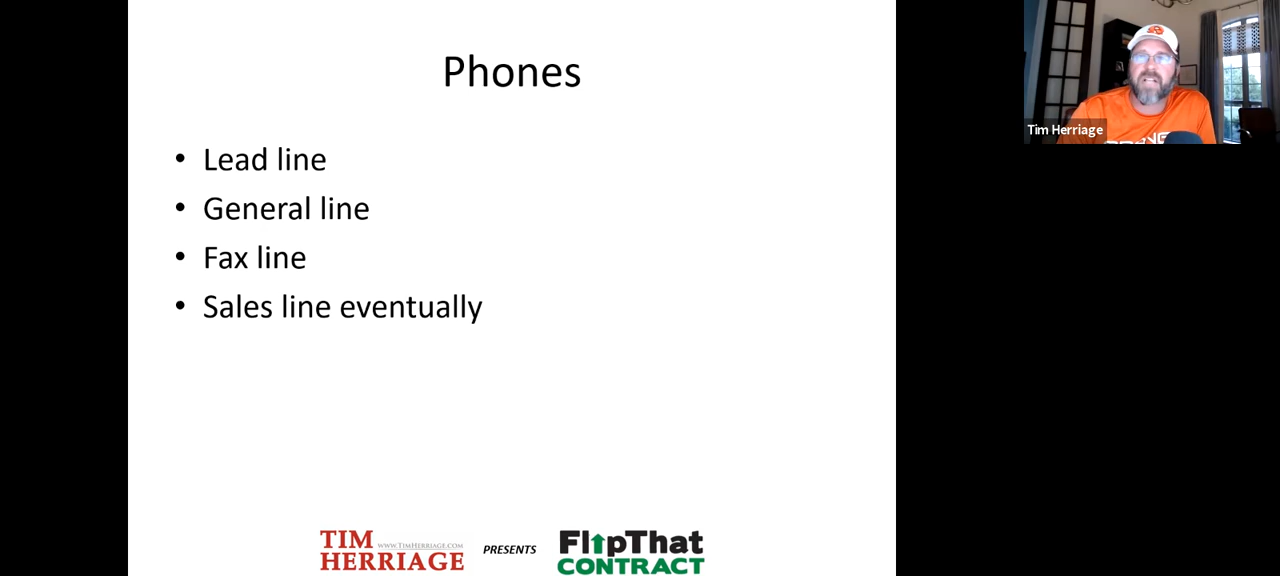 Phones
• Lead line
• General line
• Fax line
• Sales line eventually
Tim Herriage
TIM
WWW.TIMHERRIAGE.COM
HERRIAGE
PRESENTS
FlipThat
CONTRACT